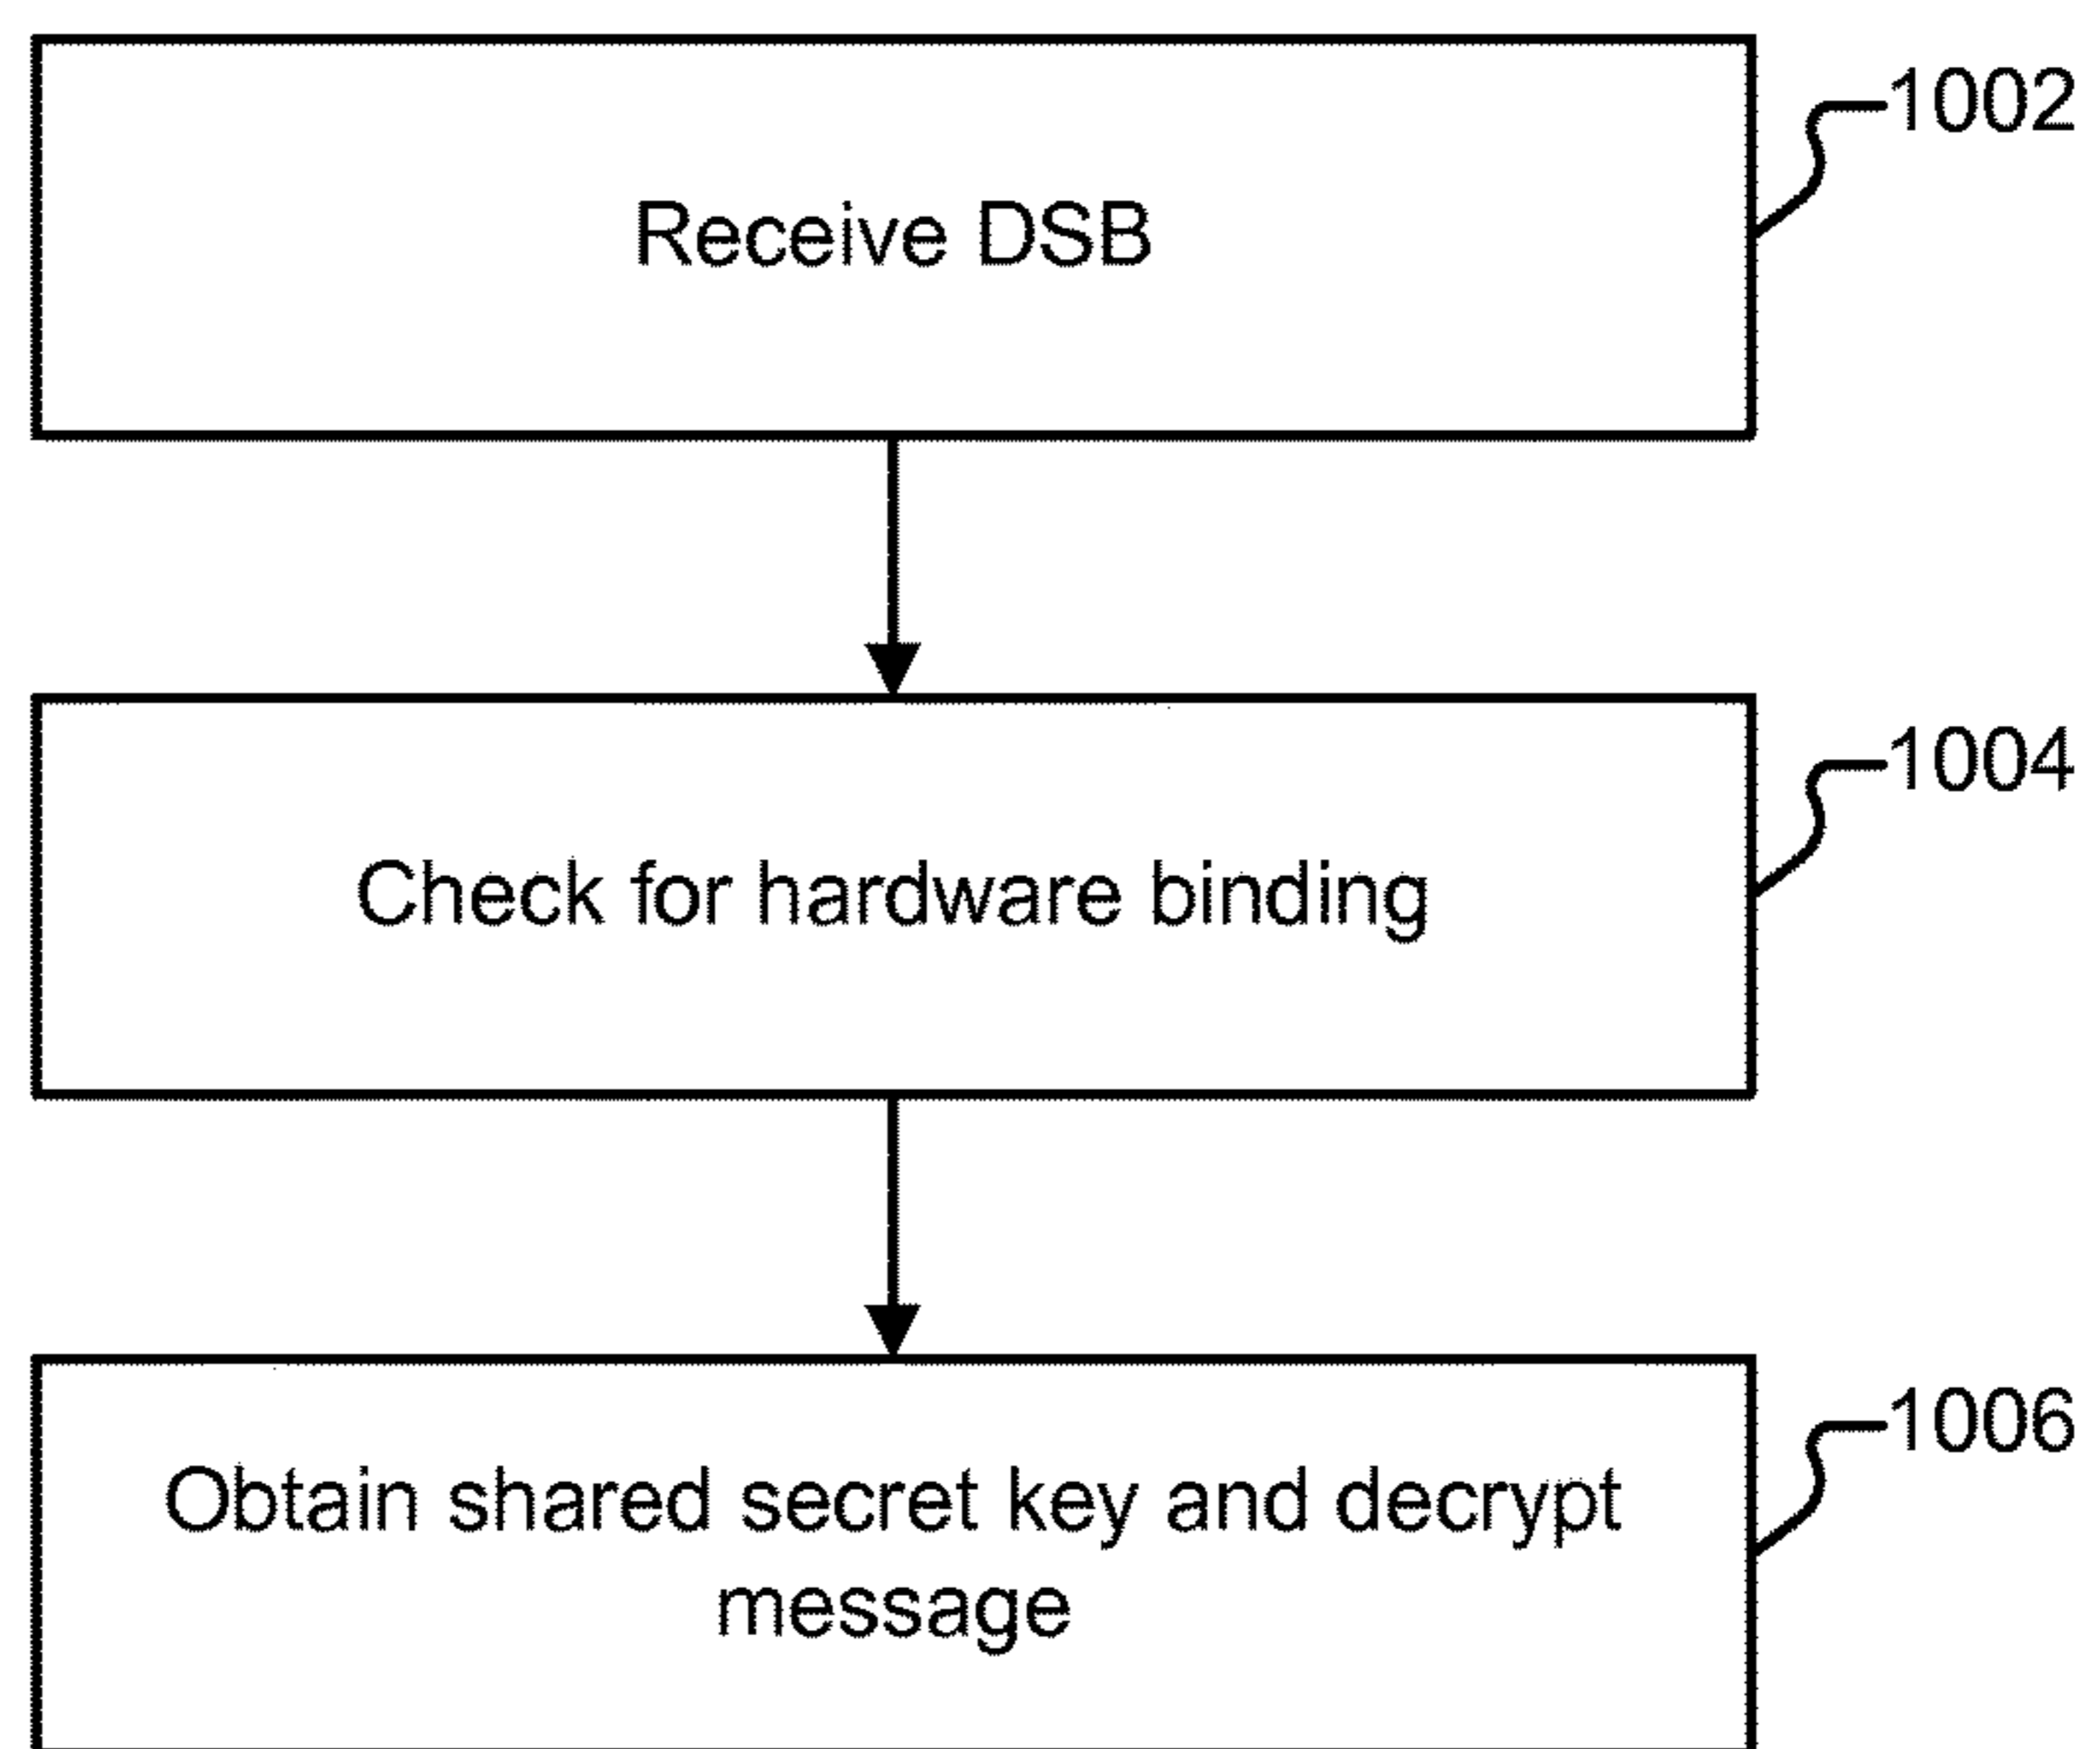 Receive DSB
1002
Check for hardware binding
1004
Obtain shared secret key and decrypt
message
1006